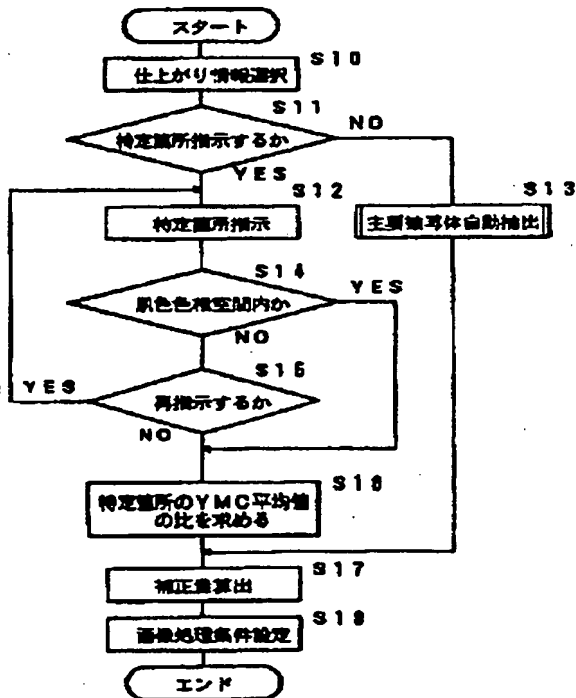 スタート
S10
仕上がり情報選択
S11
特定箇所指示するか
NO
YES
S12
特定箇所指示
S13
主要被写体自動抽出
S14
肌色色相空間内か
YES
NO
S15
再指示するか
YES
NO
S16
特定箇所のYMC平均値
の比を求める
S17
補正量算出
S18
画像処理条件設定
エンド